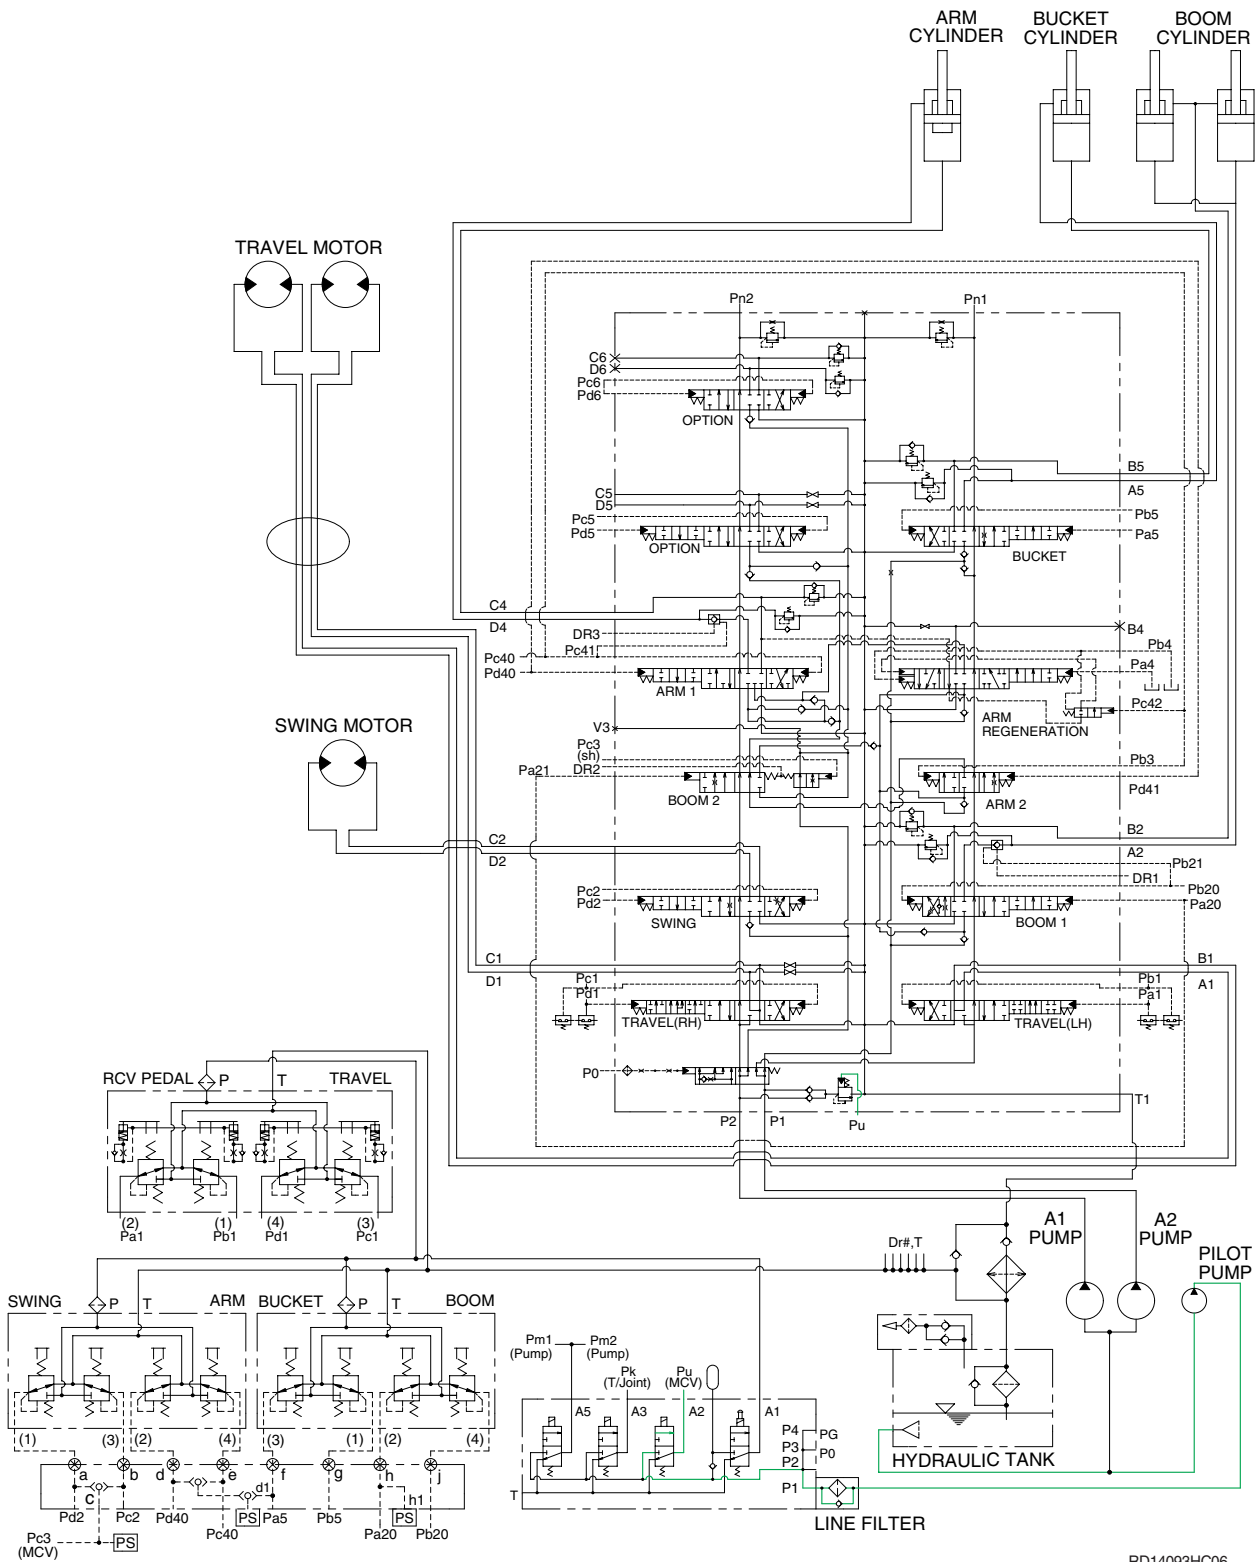 ARM
CYLINDER
BUCKET
CYLINDER
BOOM
CYLINDER
TRAVEL MOTOR
Pn2
Pn1
C6
D6
Pc6
Pd6
OPTION
B5
A5
C5
D5
Pc5
Pd5
OPTION
Pb5
Pa5
BUCKET
C4
D4
DR3
Pc40
Pc41
Pd40
ARM 1
B4
Pb4
Pa4
Pc42
ARM
REGENERATION
SWING MOTOR
V3
Pc3
(sh)
Pa21
DR2
BOOM 2
Pb3
ARM 2
Pd41
C2
D2
B2
A2
Pb21
DR1
Pc2
Pd2
SWING
Pb20
Pa20
BOOM 1
C1
D1
B1
A1
Pc1
Pd1
TRAVEL(RH)
Pb1
Pa1
TRAVEL(LH)
P0
P2
P1
Pu
T1
RCV PEDAL
P
T
TRAVEL
(2)
Pa1
(1)
Pb1
(4)
Pd1
(3)
Pc1
A1
PUMP
A2
PUMP
PILOT
PUMP
Dr#,T
SWING
P
T
ARM
BUCKET
P
T
BOOM
(1)
(3)
(2)
(4)
(3)
(1)
(2)
(4)
a
b
d
e
f
g
h
j
c
d1
h1
PS
PS
Pd2
Pc2
Pd40
Pc40
Pa5
Pb5
Pa20
Pb20
Pc3
(MCV)
PS
Pm1
(Pump)
Pm2
(Pump)
Pk
(T/Joint)
Pu
(MCV)
A5
A3
A2
A1
P4
PG
P3
P0
P2
P1
T
LINE FILTER
HYDRAULIC TANK
RD14093HC06